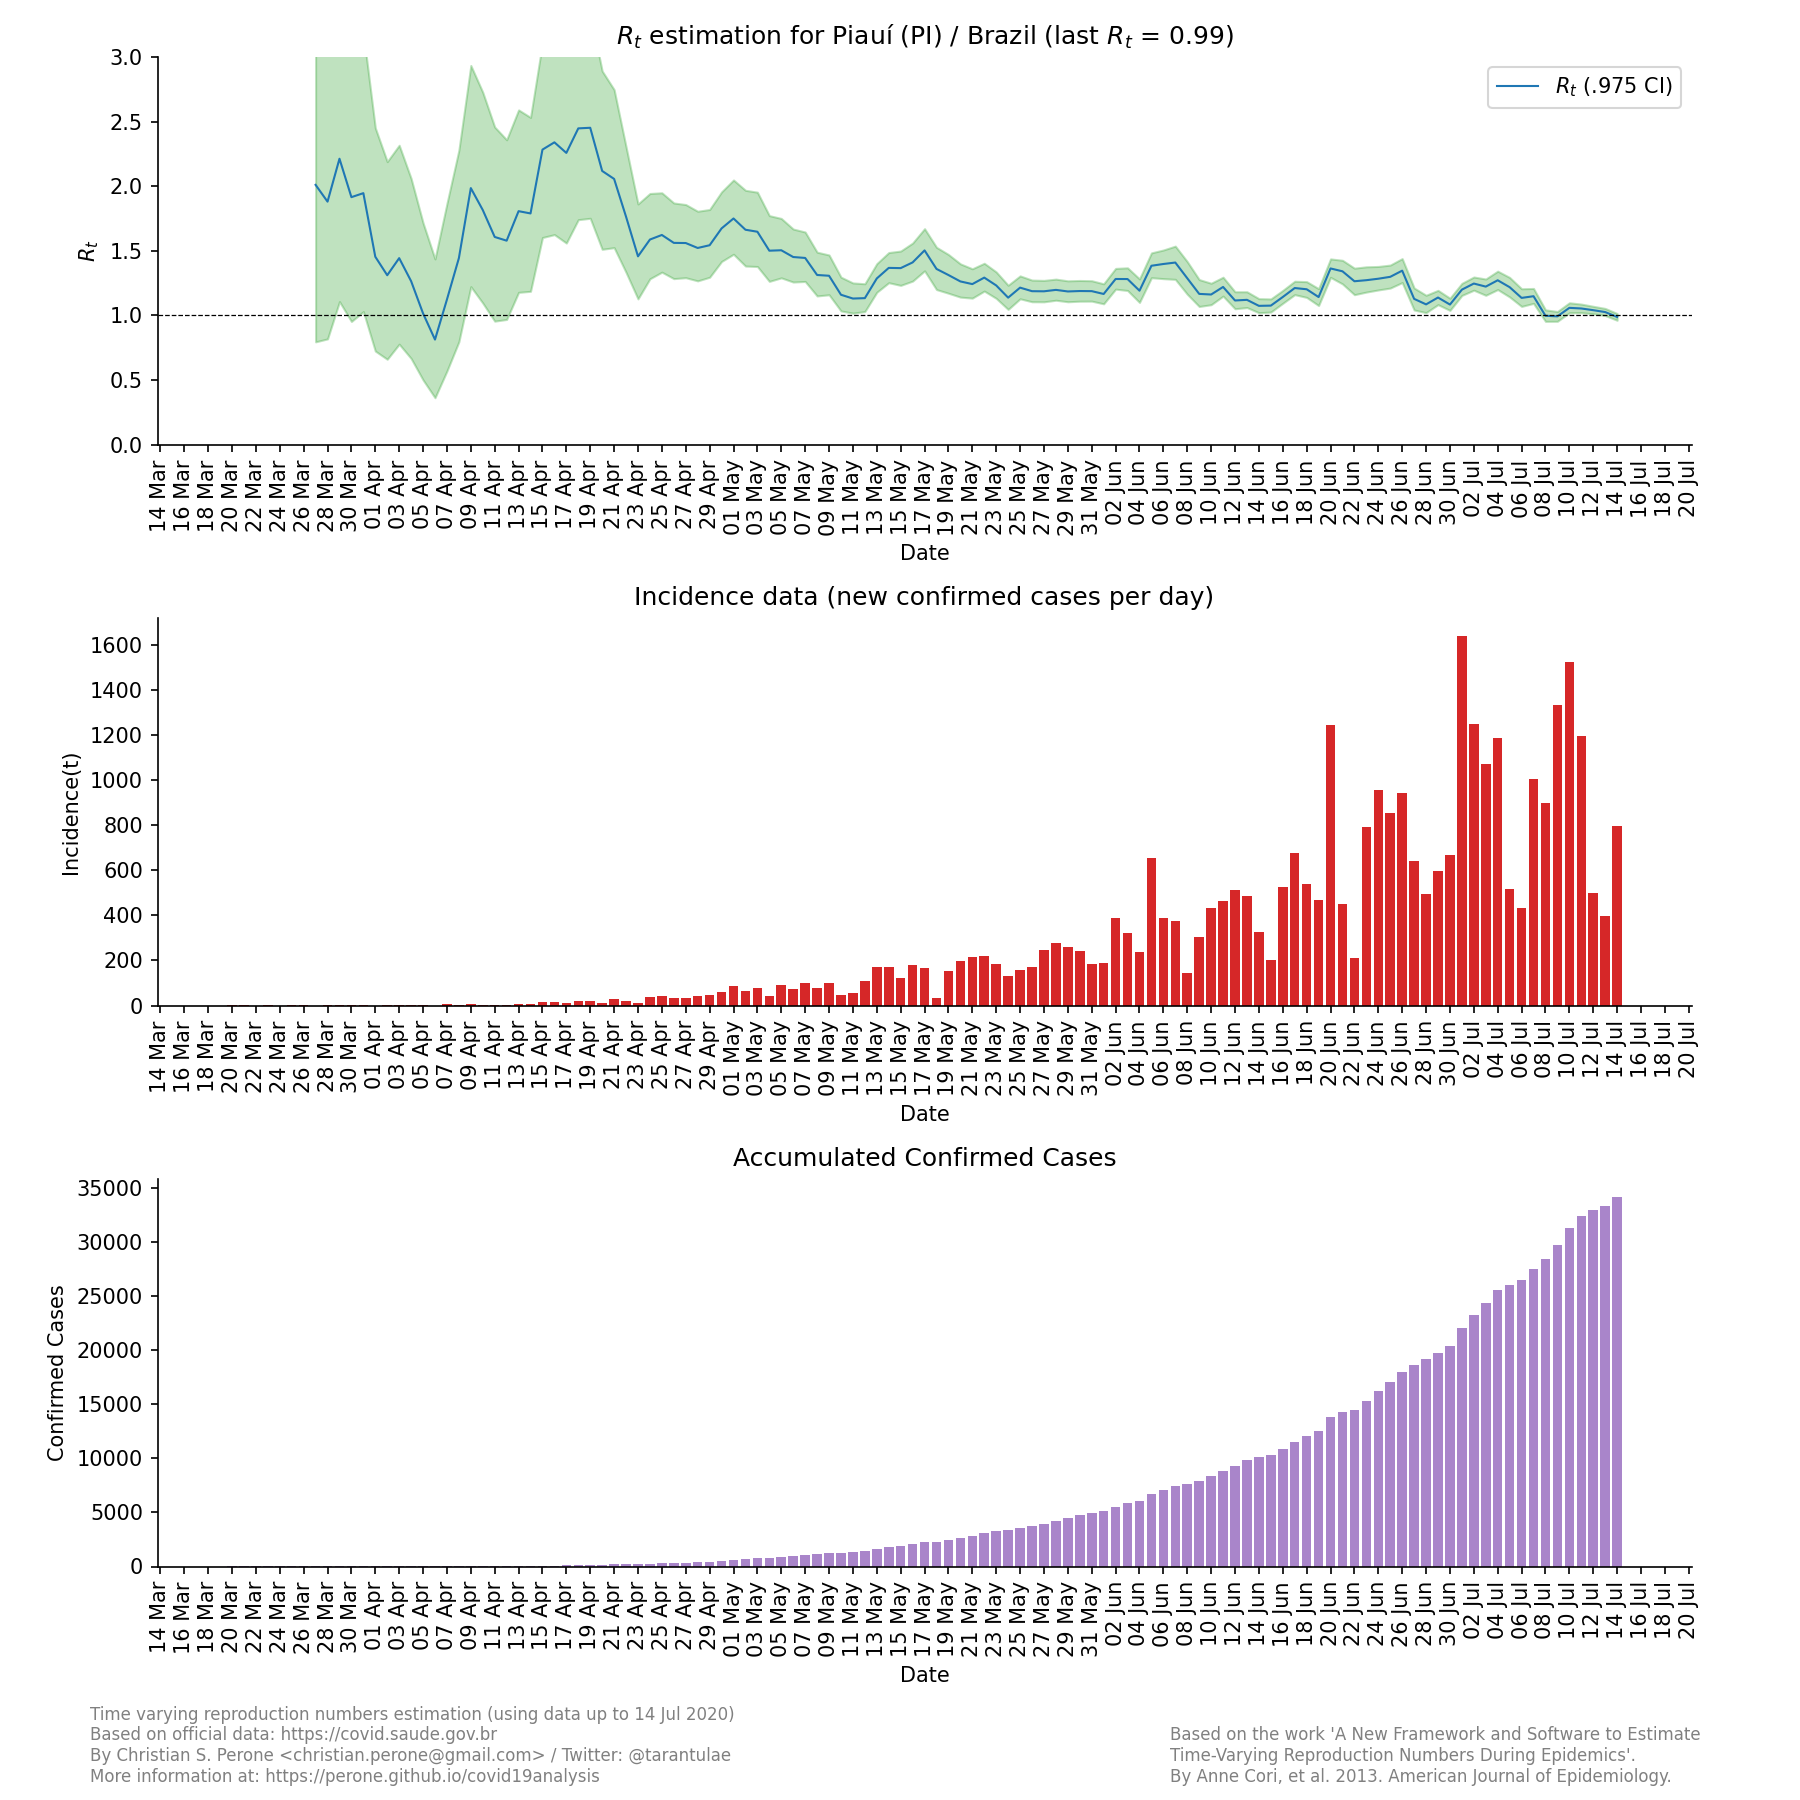 Rt estimation for Piauí (PI) / Brazil (last Rt = 0.99)
Rt (.975 CI)
3.0
2.5
2.0
1.5
1.0
0.5
0.0
Rt
14 Mar 16 Mar 18 Mar 20 Mar 22 Mar 24 Mar 26 Mar 28 Mar 30 Mar 01 Apr 03 Apr 05 Apr 07 Apr 09 Apr 11 Apr 13 Apr 15 Apr 17 Apr 19 Apr 21 Apr 23 Apr 25 Apr 27 Apr 29 Apr 01 May 03 May 05 May 07 May 09 May 11 May 13 May 15 May 17 May 19 May 21 May 23 May 25 May 27 May 29 May 31 May 02 Jun 04 Jun 06 Jun 08 Jun 10 Jun 12 Jun 14 Jun 16 Jun 18 Jun 20 Jun 22 Jun 24 Jun 26 Jun 28 Jun 30 Jun 02 Jul 04 Jul 06 Jul 08 Jul 10 Jul 12 Jul 14 Jul 16 Jul 18 Jul 20 Jul
Date
Incidence data (new confirmed cases per day)
1600
1400
1200
1000
800
600
400
200
0
Incidence(t)
14 Mar 16 Mar 18 Mar 20 Mar 22 Mar 24 Mar 26 Mar 28 Mar 30 Mar 01 Apr 03 Apr 05 Apr 07 Apr 09 Apr 11 Apr 13 Apr 15 Apr 17 Apr 19 Apr 21 Apr 23 Apr 25 Apr 27 Apr 29 Apr 01 May 03 May 05 May 07 May 09 May 11 May 13 May 15 May 17 May 19 May 21 May 23 May 25 May 27 May 29 May 31 May 02 Jun 04 Jun 06 Jun 08 Jun 10 Jun 12 Jun 14 Jun 16 Jun 18 Jun 20 Jun 22 Jun 24 Jun 26 Jun 28 Jun 30 Jun 02 Jul 04 Jul 06 Jul 08 Jul 10 Jul 12 Jul 14 Jul 16 Jul 18 Jul 20 Jul
Date
Accumulated Confirmed Cases
35000
30000
25000
20000
15000
10000
5000
0
Confirmed Cases
14 Mar 16 Mar 18 Mar 20 Mar 22 Mar 24 Mar 26 Mar 28 Mar 30 Mar 01 Apr 03 Apr 05 Apr 07 Apr 09 Apr 11 Apr 13 Apr 15 Apr 17 Apr 19 Apr 21 Apr 23 Apr 25 Apr 27 Apr 29 Apr 01 May 03 May 05 May 07 May 09 May 11 May 13 May 15 May 17 May 19 May 21 May 23 May 25 May 27 May 29 May 31 May 02 Jun 04 Jun 06 Jun 08 Jun 10 Jun 12 Jun 14 Jun 16 Jun 18 Jun 20 Jun 22 Jun 24 Jun 26 Jun 28 Jun 30 Jun 02 Jul 04 Jul 06 Jul 08 Jul 10 Jul 12 Jul 14 Jul 16 Jul 18 Jul 20 Jul
Date
Time varying reproduction numbers estimation (using data up to 14 Jul 2020)
Based on official data: https://covid.saude.gov.br
By Christian S. Perone <christian.perone@gmail.com> / Twitter: @tarantulae
More information at: https://perone.github.io/covid19analysis
Based on the work 'A New Framework and Software to Estimate
Time-Varying Reproduction Numbers During Epidemics'.
By Anne Cori, et al. 2013. American Journal of Epidemiology.